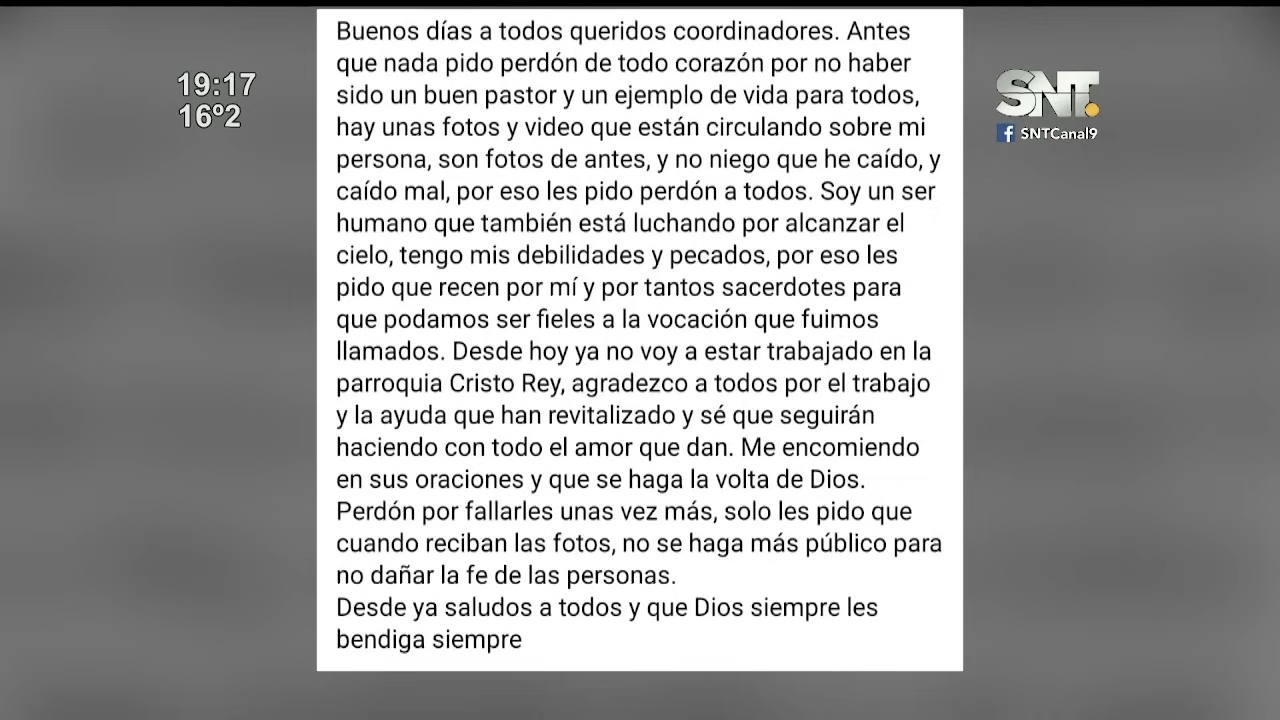 Buenos días a todos queridos coordinadores. Antes
que nada pido perdón de todo corazón por no haber
sido un buen pastor y un ejemplo de vida para todos,
hay unas fotos y video que están circulando sobre mi
persona, son fotos de antes, y no niego que he caído, y
caído mal, por eso les pido perdón a todos. Soy un ser
humano que también está luchando por alcanzar el
cielo, tengo mis debilidades y pecados, por eso les
pido que recen por mí y por tantos sacerdotes para
que podamos ser fieles a la vocación que fuimos
llamados. Desde hoy ya no voy a estar trabajado en la
parroquia Cristo Rey, agradezco a todos por el trabajo
y la ayuda que han revitalizado y sé que seguirán
haciendo con todo el amor que dan. Me encomiendo
en sus oraciones y que se haga la volta de Dios.
Perdón por fallarles unas vez más, solo les pido que
cuando reciban las fotos, no se haga más público para
no dañar la fe de las personas.
Desde ya saludos a todos y que Dios siempre les
bendiga siempre
19:17
16º2
SNT
SNTCanal9